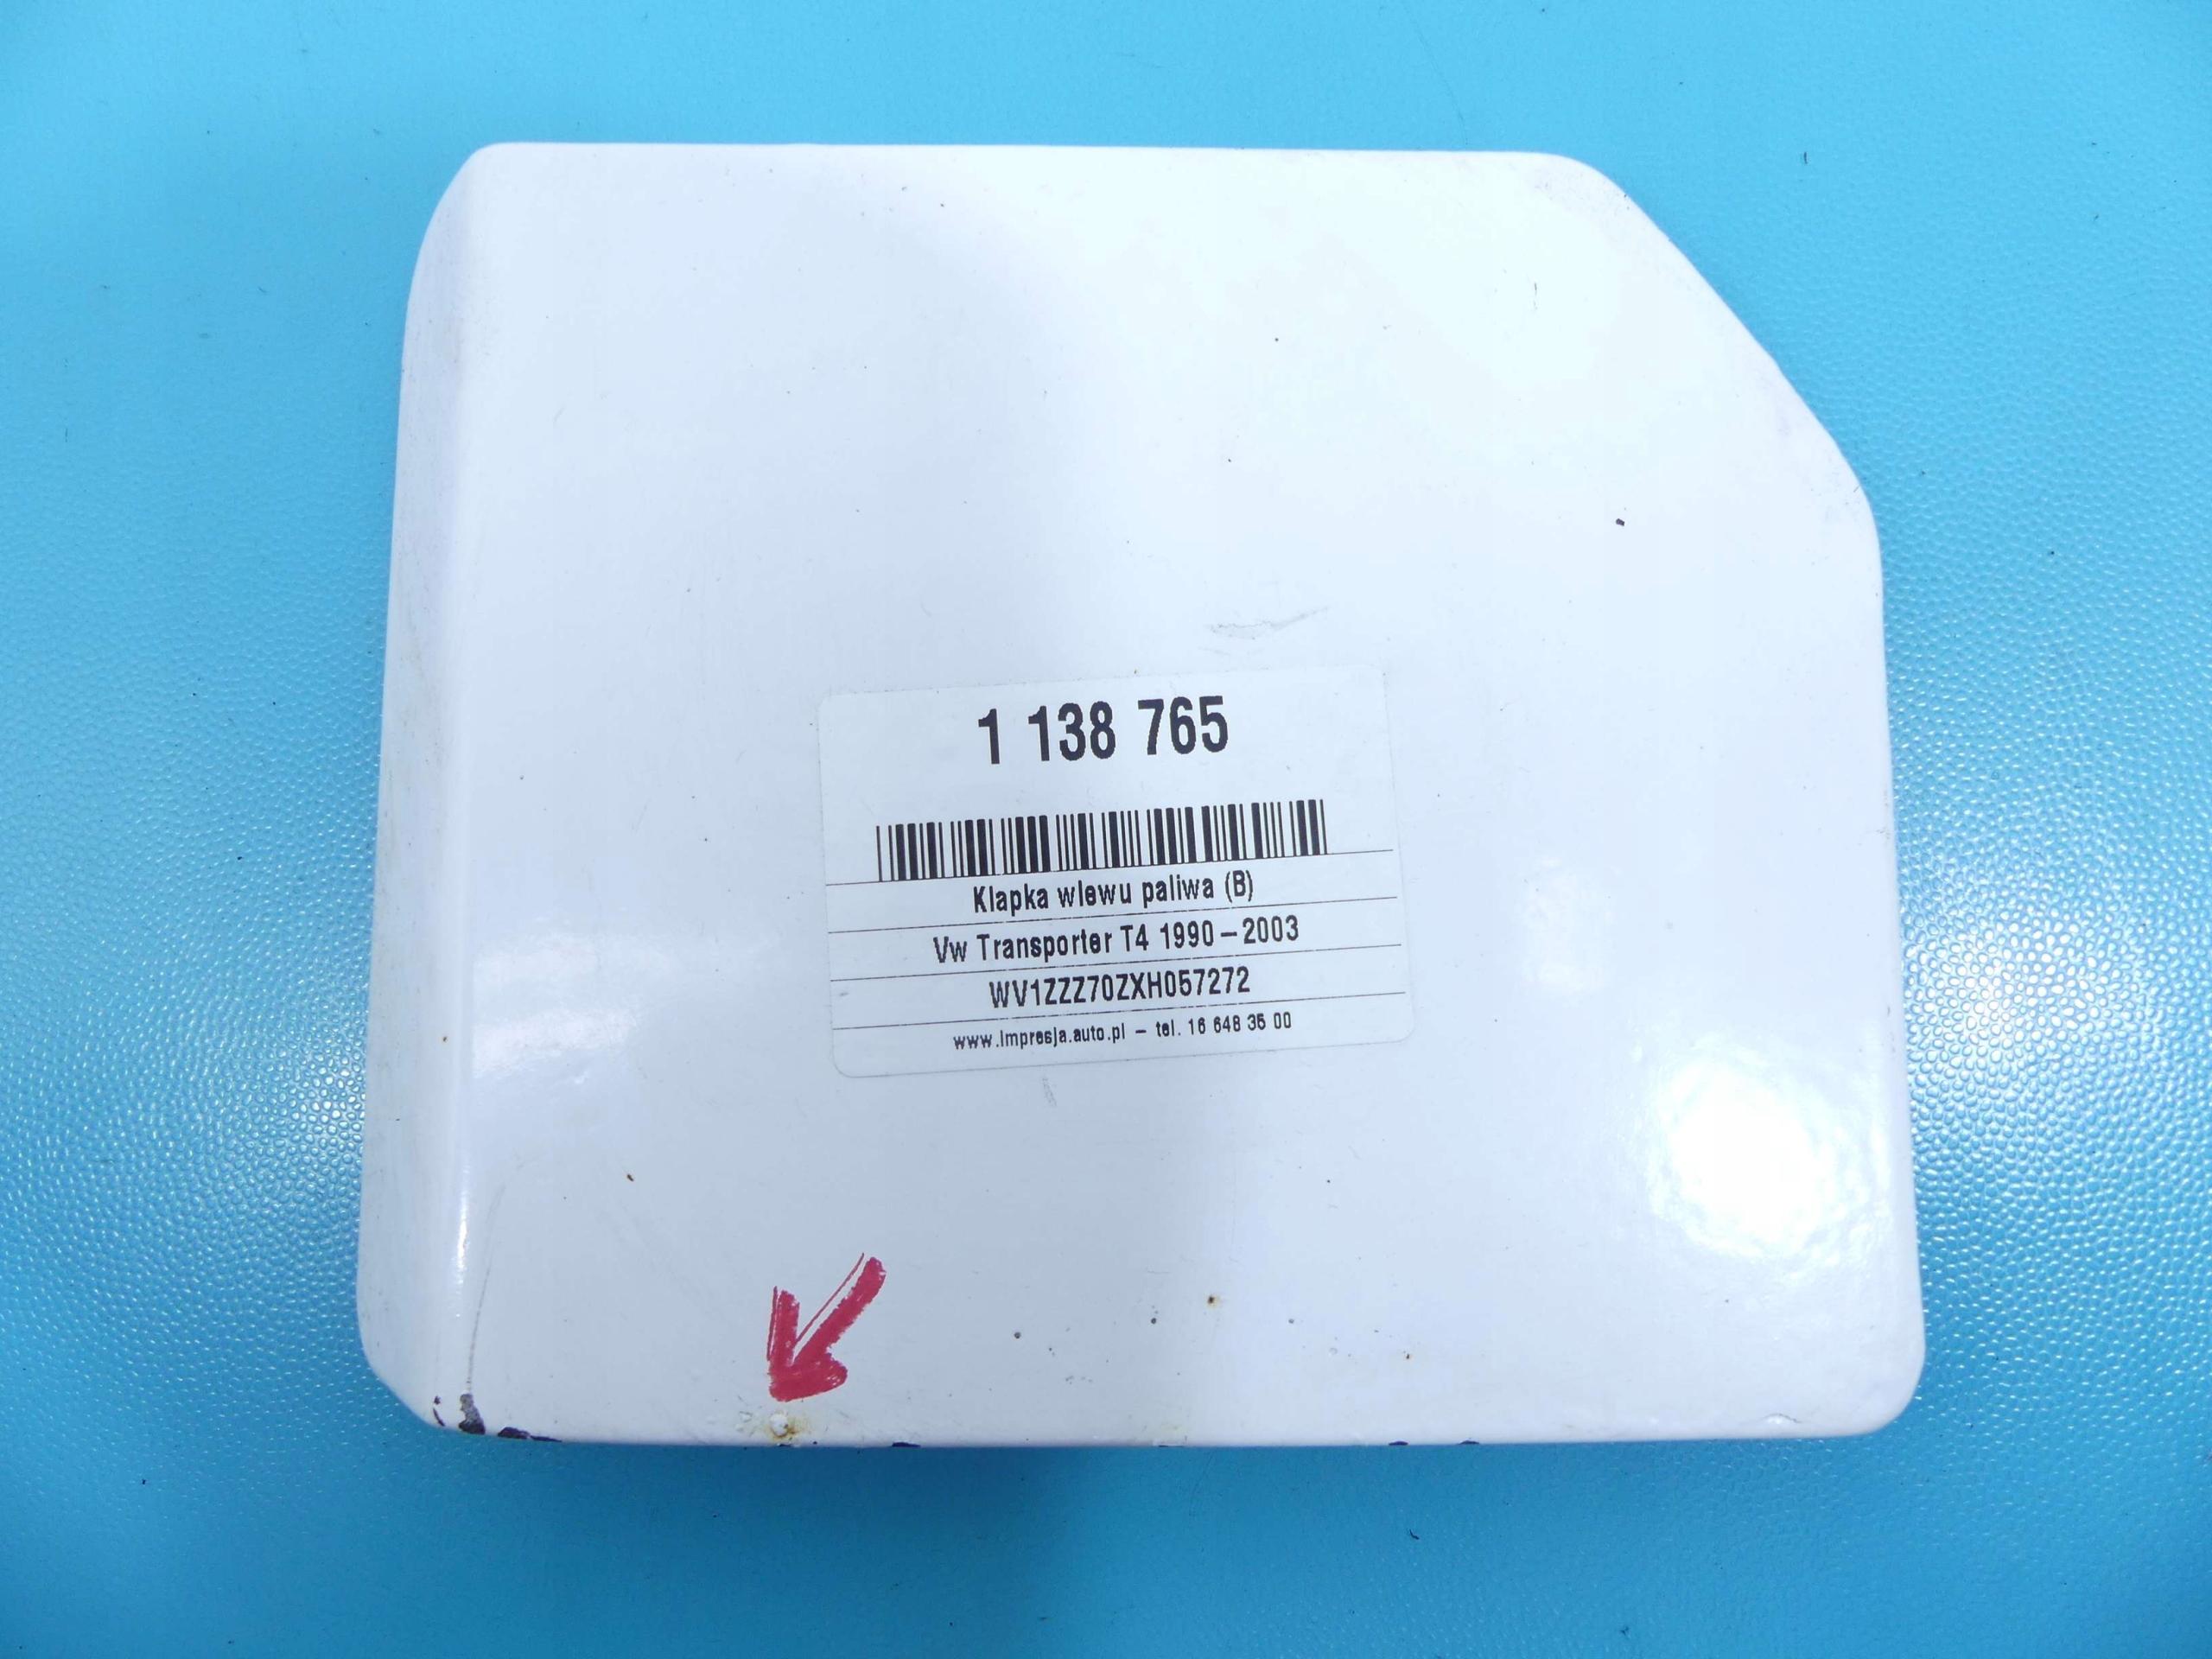 1 138 765
Klapka wlewu paliwa (B)
Vw Transporter T4 1990-2003
WV1ZZZ70ZXH057272
www.impresja.auto.pl - tel. 16 648 35 00